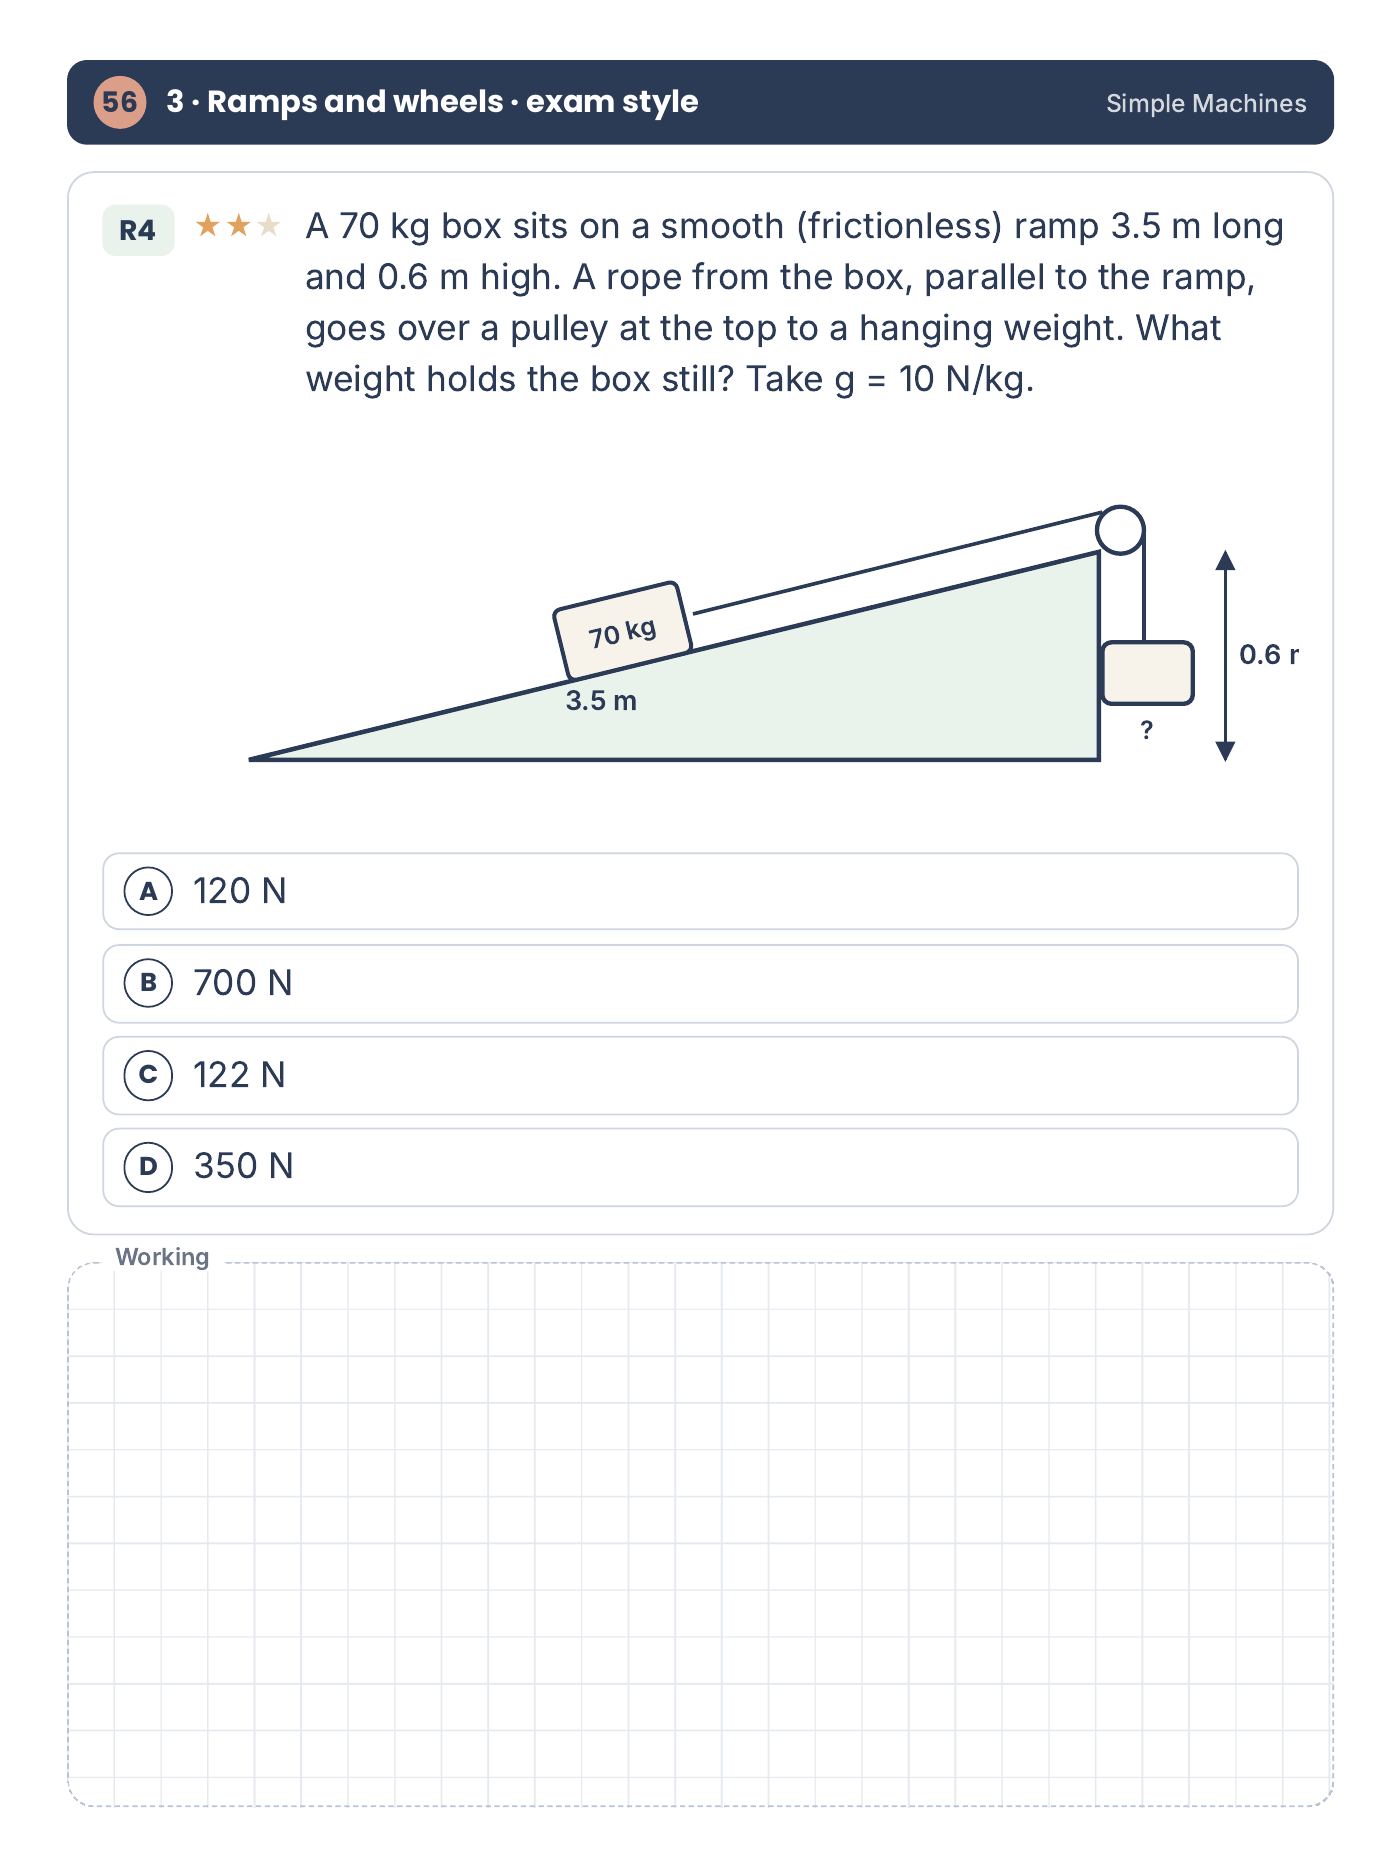 56 3 · Ramps and wheels · exam style Simple Machines
R4 ★★★ A 70 kg box sits on a smooth (frictionless) ramp 3.5 m long
and 0.6 m high. A rope from the box, parallel to the ramp,
goes over a pulley at the top to a hanging weight. What
weight holds the box still? Take g = 10 N/kg.
70 kg
3.5 m
0.6
?
A 120 N
B 700 N
C 122 N
D 350 N
Working